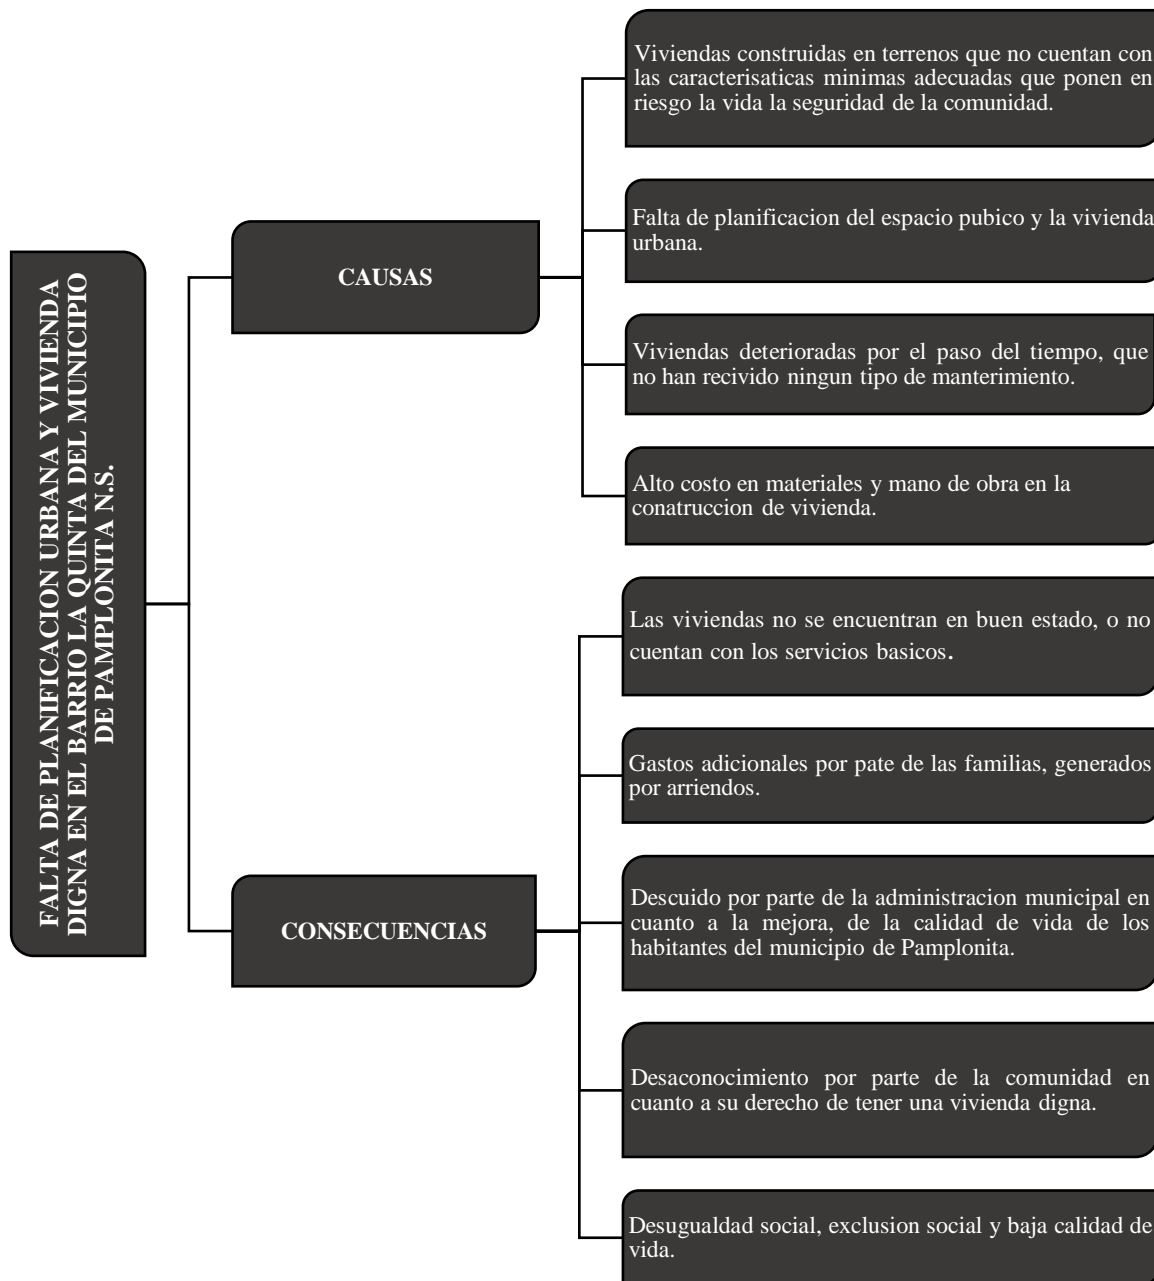 FALTA DE PLANIFICACION URBANA Y VIVIENDA
DIGNA EN EL BARRIO LA QUINTA DEL MUNICIPIO
DE PAMPLONITA N.S.
CAUSAS
Viviendas construidas en terrenos que no cuentan con
las caracterisaticas minimas adecuadas que ponen en
riesgo la vida la seguridad de la comunidad.
Falta de planificacion del espacio pubico y la vivienda
urbana.
Viviendas deterioradas por el paso del tiempo, que
no han recivido ningun tipo de manterimiento.
Alto costo en materiales y mano de obra en la
conatruccion de vivienda.
CONSECUENCIAS
Las viviendas no se encuentran en buen estado, o no
cuentan con los servicios basicos.
Gastos adicionales por pate de las familias, generados
por arriendos.
Descuido por parte de la administracion municipal en
cuanto a la mejora, de la calidad de vida de los
habitantes del municipio de Pamplonita.
Desaconocimiento por parte de la comunidad en
cuanto a su derecho de tener una vivienda digna.
Desugualdad social, exclusion social y baja calidad de
vida.